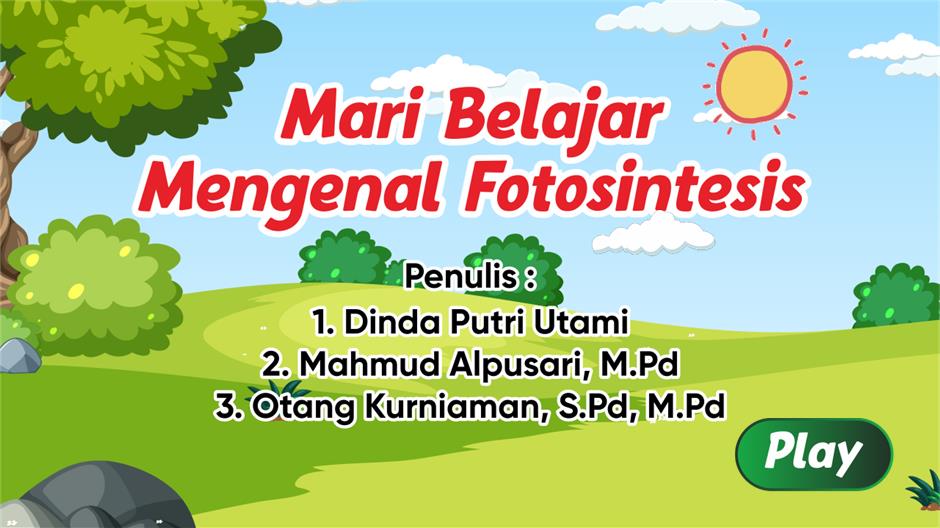 Mari Belajar
Mengenal Fotosintesis
Penulis :
1. Dinda Putri Utami
2. Mahmud Alpusari, M.Pd
3. Otang Kurniaman, S.Pd, M.Pd
Play